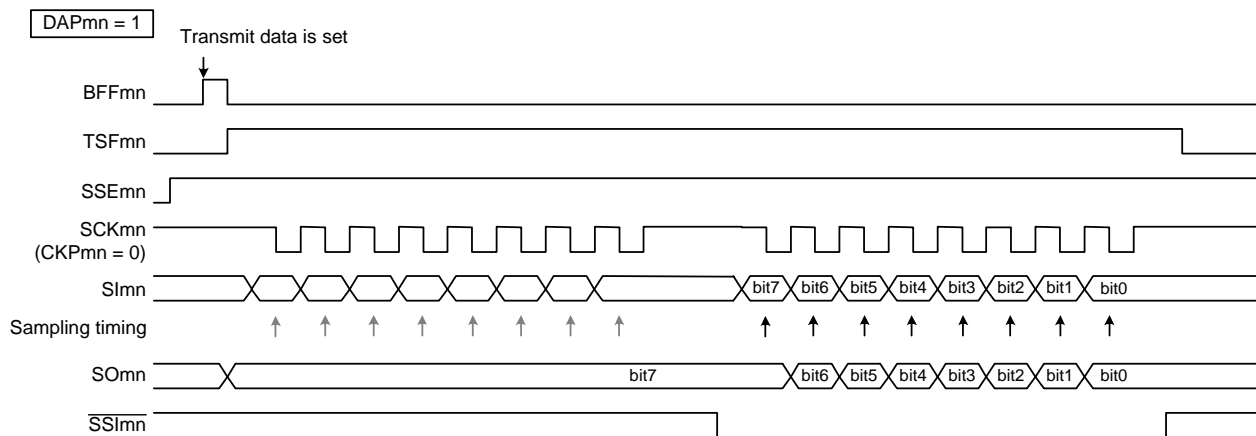 DAPmn = 1
Transmit data is set
BFFmn
TSFmn
SSEmn
SCKmn
(CKPmn = 0)
SImn
bit7 bit6 bit5 bit4 bit3 bit2 bit1 bit0
Sampling timing
SOmn
bit7 bit6 bit5 bit4 bit3 bit2 bit1 bit0
SSImn